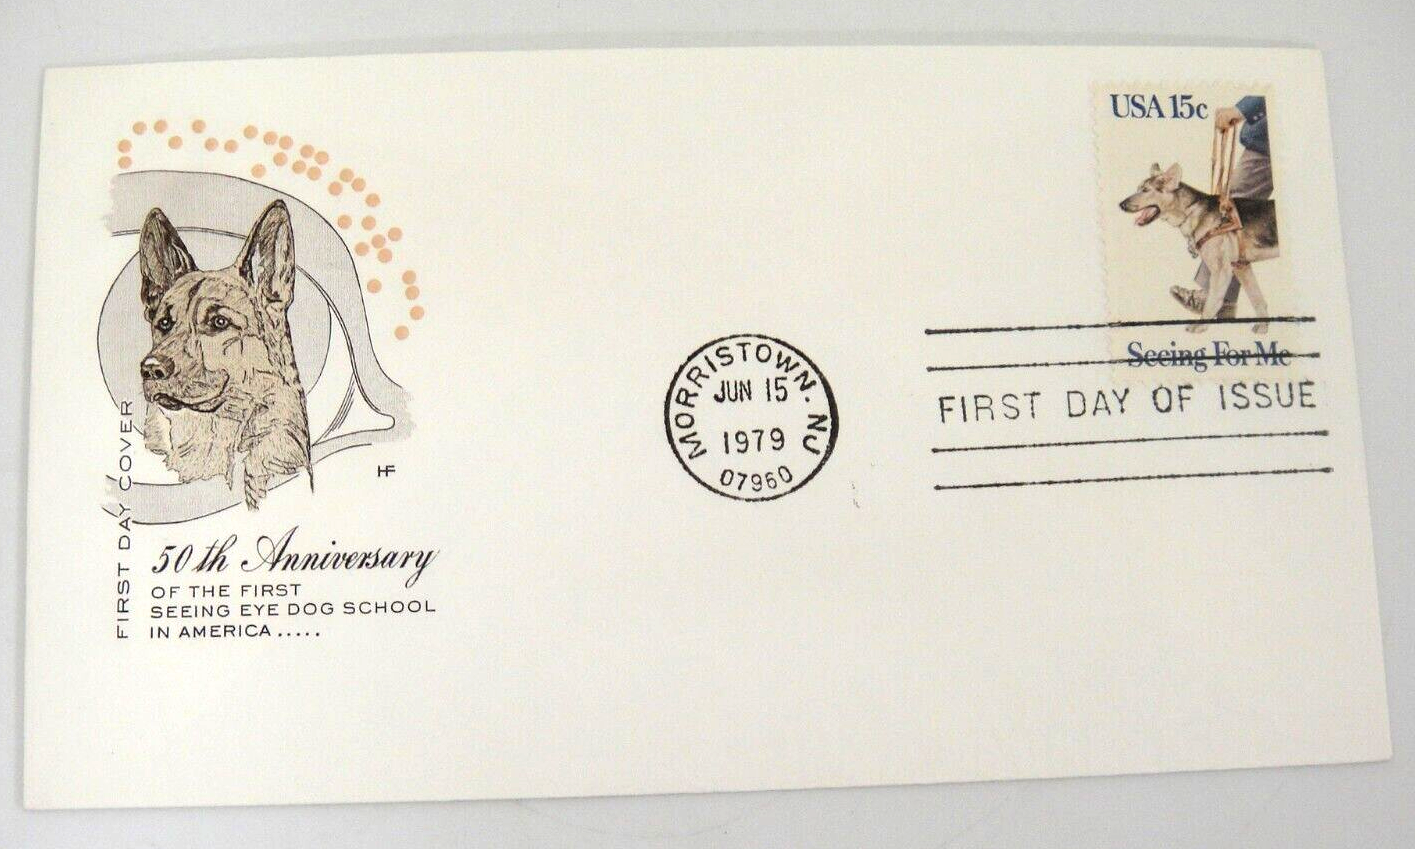 FIRST DAY COVER
50th Anniversary
OF THE FIRST
SEEING EYE DOG SCHOOL
IN AMERICA.....
HF
MORRISTOWN. NJ
JUN 15
1979
07960
USA 15c
Seeing For Me
FIRST DAY OF ISSUE